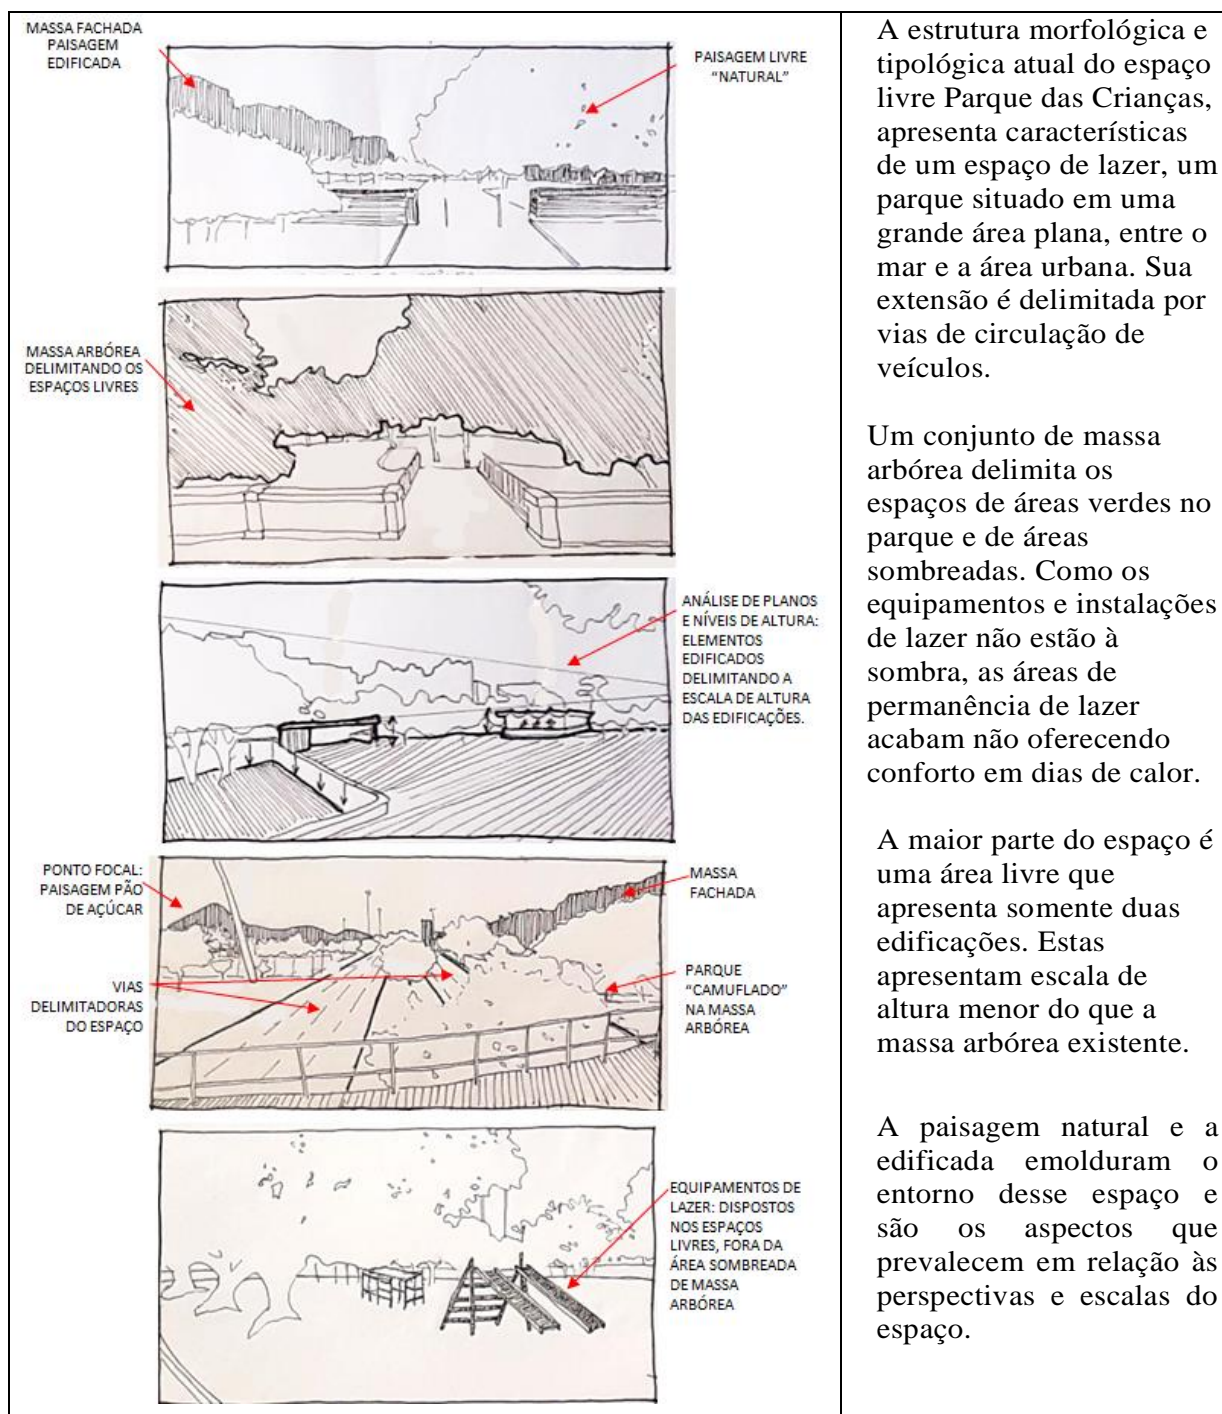 MASSA FACHADA
PAISAGEM
EDIFICADA
PAISAGEM LIVRE
“NATURAL”
MASSA ARBÓREA
DELIMITANDO OS
ESPAÇOS LIVRES
ANÁLISE DE PLANOS
E NÍVEIS DE ALTURA:
ELEMENTOS
EDIFICADOS
DELIMITANDO A
ESCALA DE ALTURA
DAS EDIFICAÇÕES.
PONTO FOCAL:
PAISAGEM PÃO
DE AÇÚCAR
MASSA
FACHADA
VIAS
DELIMITADORAS
DO ESPAÇO
PARQUE
“CAMUFLADO”
NA MASSA
ARBÓREA
EQUIPAMENTOS DE
LAZER: DISPOSTOS
NOS ESPAÇOS
LIVRES, FORA DA
ÁREA SOMBREADA
DE MASSA
ARBÓREA
A estrutura morfológica e
tipológica atual do espaço
livre Parque das Crianças,
apresenta características
de um espaço de lazer, um
parque situado em uma
grande área plana, entre o
mar e a área urbana. Sua
extensão é delimitada por
vias de circulação de
veículos.
Um conjunto de massa
arbórea delimita os
espaços de áreas verdes no
parque e de áreas
sombreadas. Como os
equipamentos e instalações
de lazer não estão à
sombra, as áreas de
permanência de lazer
acabam não oferecendo
conforto em dias de calor.
A maior parte do espaço é
uma área livre que
apresenta somente duas
edificações. Estas
apresentam escala de
altura menor do que a
massa arbórea existente.
A paisagem natural e a
edificada emolduram o
entorno desse espaço e
são os aspectos que
prevalecem em relação às
perspectivas e escalas do
espaço.